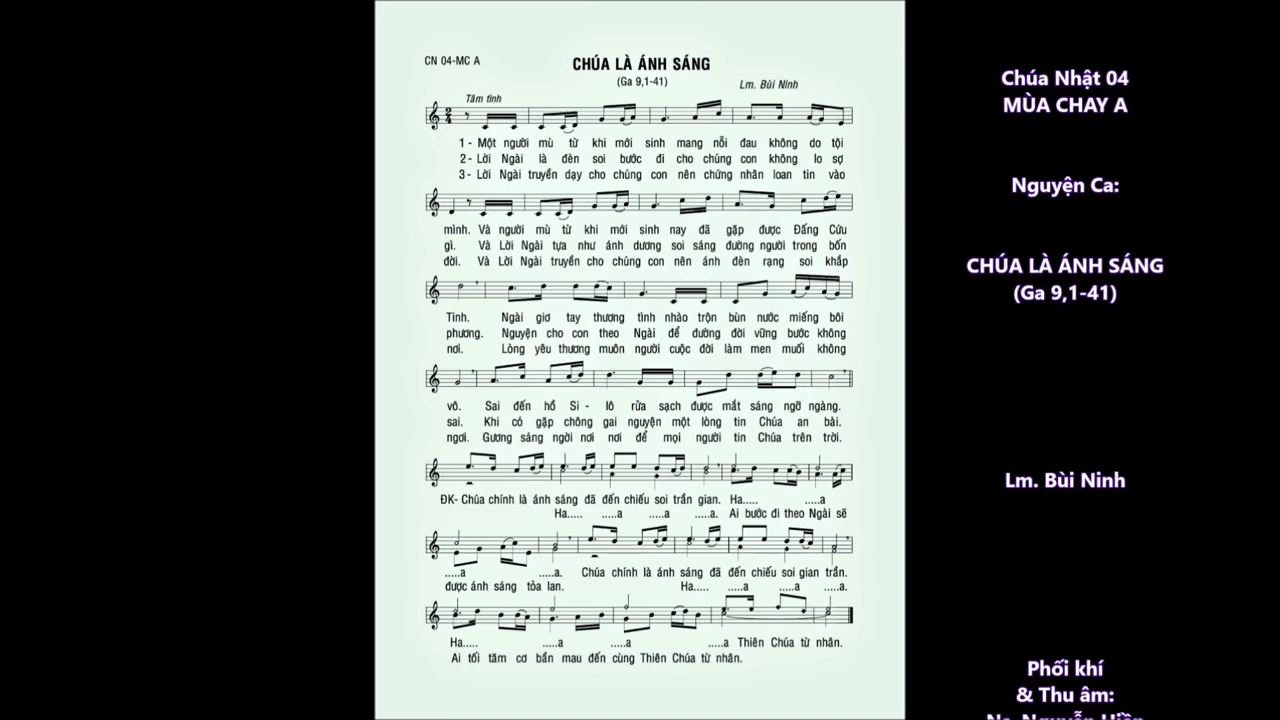 CN 04-MC A
CHÚA LÀ ÁNH SÁNG
(Ga 9,1-41)
Lm. Bùi Ninh
Tâm tình
1 - Một người mù từ khi mới sinh mang nỗi đau không do tội
2 - Lời Ngài là đèn soi bước đi cho chúng con không lo sợ
3 - Lời Ngài truyền dạy cho chúng con nên chứng nhân loan tin vào
mình. Và người mù từ khi mới sinh nay đã gặp được Đấng Cứu
gì. Và Lời Ngài tựa như ánh dương soi sáng đường người trong bốn
đời. Và Lời Ngài truyền cho chúng con nên ánh đèn rạng soi khắp
Tinh. Ngài giơ tay thương tình nhào trộn bùn nước miếng bôi
phương. Nguyện cho con theo Ngài để đường đời vững bước không
nơi. Lòng yêu thương muôn người cuộc đời làm men muối không
vô. Sai đến hồ Si - lô rửa sạch được mắt sáng ngỡ ngàng.
sai. Khi có gặp chông gai nguyện một lòng tin Chúa an bài.
ngơi. Gương sáng ngời nơi nơi để mọi người tin Chúa trên trời.
ĐK- Chúa chính là ánh sáng đã đến chiếu soi trần gian. Ha..... .....a
Ha..... .....a .....a .....a. Ai bước đi theo Ngài sẽ
.....a .....a. Chúa chính là ánh sáng đã đến chiếu soi gian trần.
được ánh sáng tỏa lan. Ha..... .....a .....a .....a.
Ha..... .....a .....a .....a Thiên Chúa từ nhân.
Ai tối tăm cơ bần mau đến cùng Thiên Chúa từ nhân.
Chúa Nhật 04
MÙA CHAY A
Nguyện Ca:
CHÚA LÀ ÁNH SÁNG
(Ga 9,1-41)
Lm. Bùi Ninh
Phối khí
& Thu âm:
Ns. Nguyễn Hiền